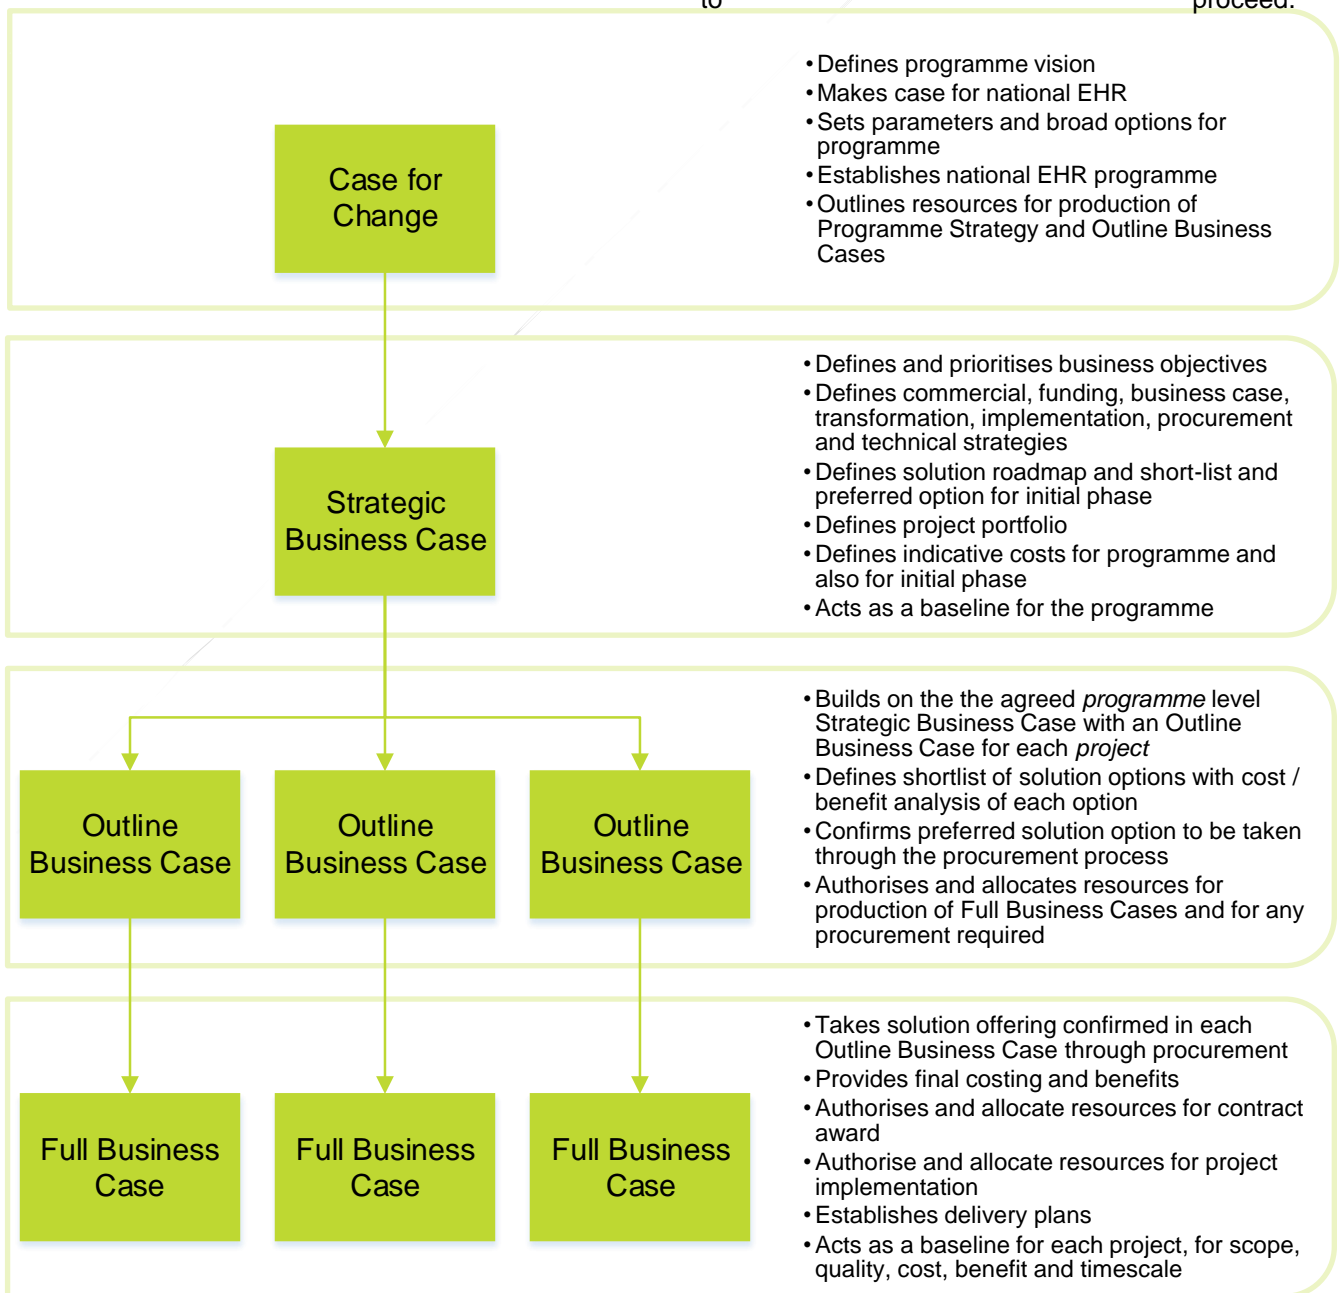 to proceed.
Case for
Change
• Defines programme vision
• Makes case for national EHR
• Sets parameters and broad options for
programme
• Establishes national EHR programme
• Outlines resources for production of
Programme Strategy and Outline Business
Cases
Strategic
Business Case
• Defines and prioritises business objectives
• Defines commercial, funding, business case,
transformation, implementation, procurement
and technical strategies
• Defines solution roadmap and short-list and
preferred option for initial phase
• Defines project portfolio
• Defines indicative costs for programme and
also for initial phase
• Acts as a baseline for the programme
Outline
Business Case
Outline
Business Case
Outline
Business Case
• Builds on the the agreed programme level
Strategic Business Case with an Outline
Business Case for each project
• Defines shortlist of solution options with cost /
benefit analysis of each option
• Confirms preferred solution option to be taken
through the procurement process
• Authorises and allocates resources for
production of Full Business Cases and for any
procurement required
Full Business
Case
Full Business
Case
Full Business
Case
• Takes solution offering confirmed in each
Outline Business Case through procurement
• Provides final costing and benefits
• Authorises and allocate resources for contract
award
• Authorise and allocate resources for project
implementation
• Establishes delivery plans
• Acts as a baseline for each project, for scope,
quality, cost, benefit and timescale